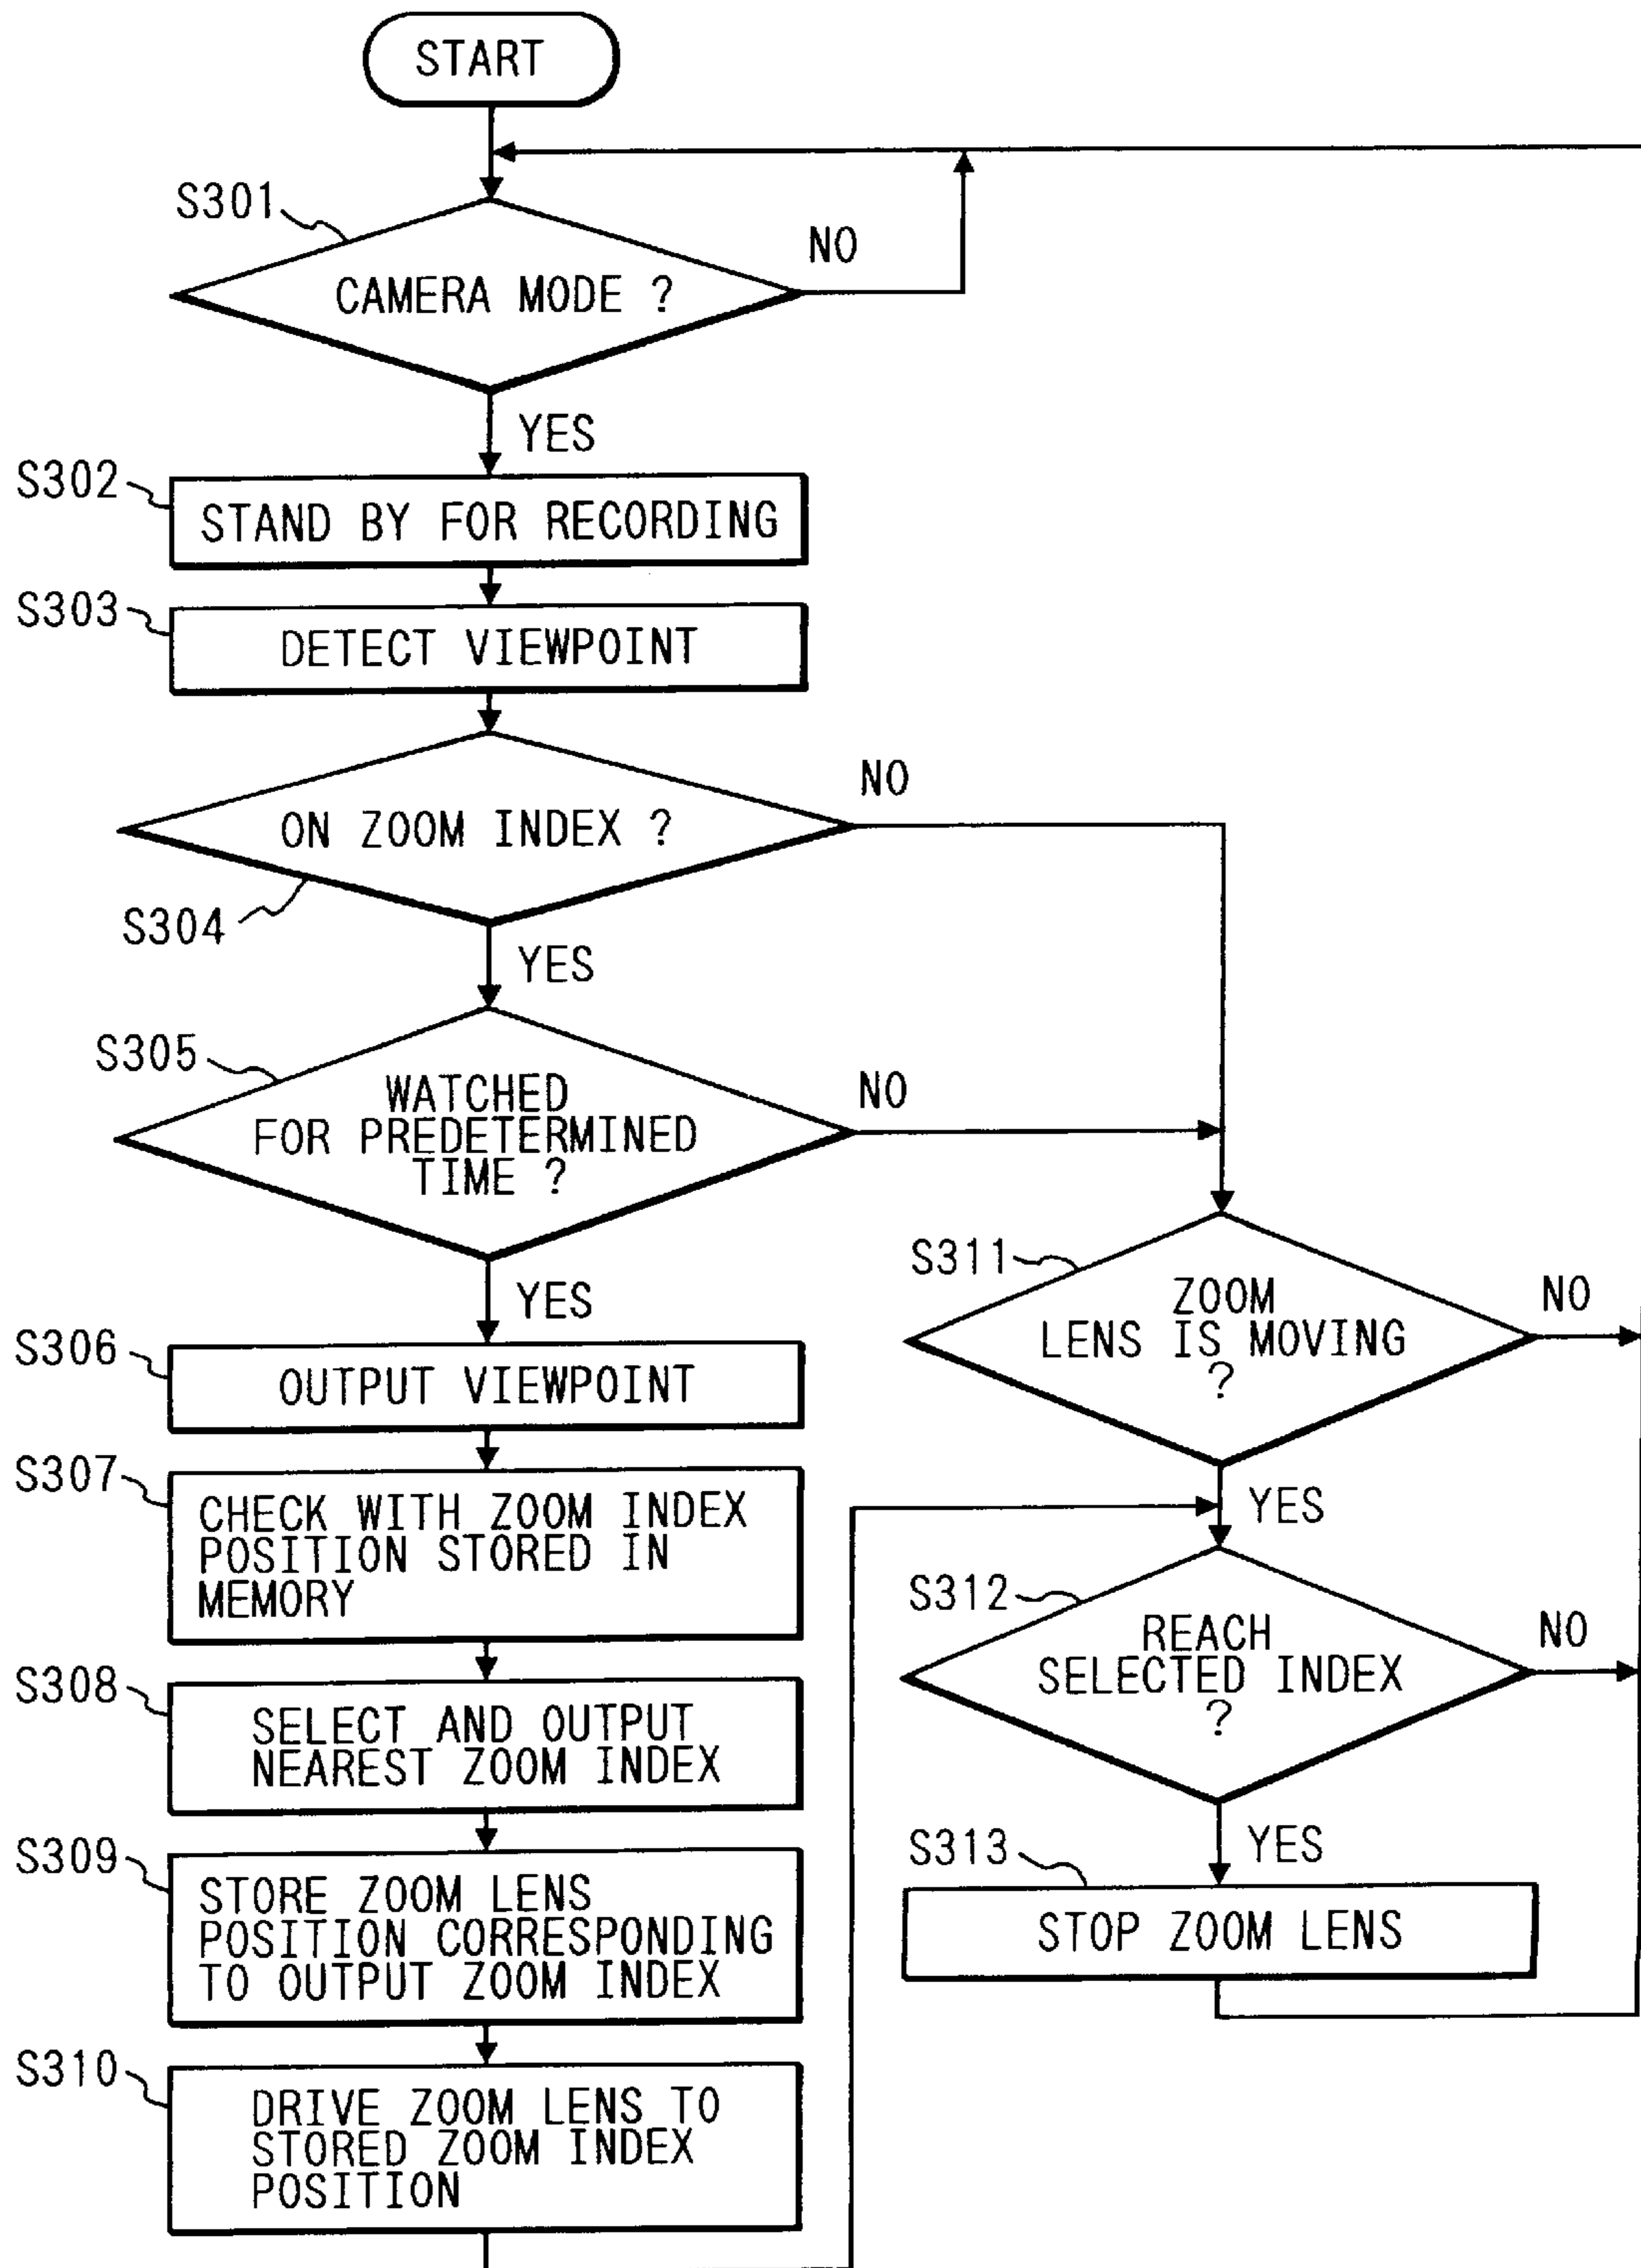 START
S301
CAMERA MODE ?
NO
YES
S302
STAND BY FOR RECORDING
S303
DETECT VIEWPOINT
ON ZOOM INDEX ?
NO
S304
YES
S305
WATCHED
FOR PREDETERMINED
TIME ?
NO
YES
S306
OUTPUT VIEWPOINT
S307
CHECK WITH ZOOM INDEX
POSITION STORED IN
MEMORY
S308
SELECT AND OUTPUT
NEAREST ZOOM INDEX
S309
STORE ZOOM LENS
POSITION CORRESPONDING
TO OUTPUT ZOOM INDEX
S310
DRIVE ZOOM LENS TO
STORED ZOOM INDEX
POSITION
S311
ZOOM
LENS IS MOVING
?
NO
YES
S312
REACH
SELECTED INDEX
?
NO
YES
S313
STOP ZOOM LENS